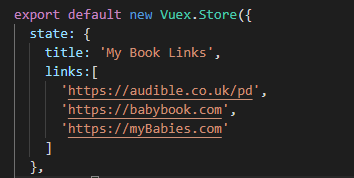 export default new Vuex.Store({
state: {
title: 'My Book Links',
links:[
'https://audible.co.uk/pd',
'https://babybook.com',
'https://myBabies.com'
]
},